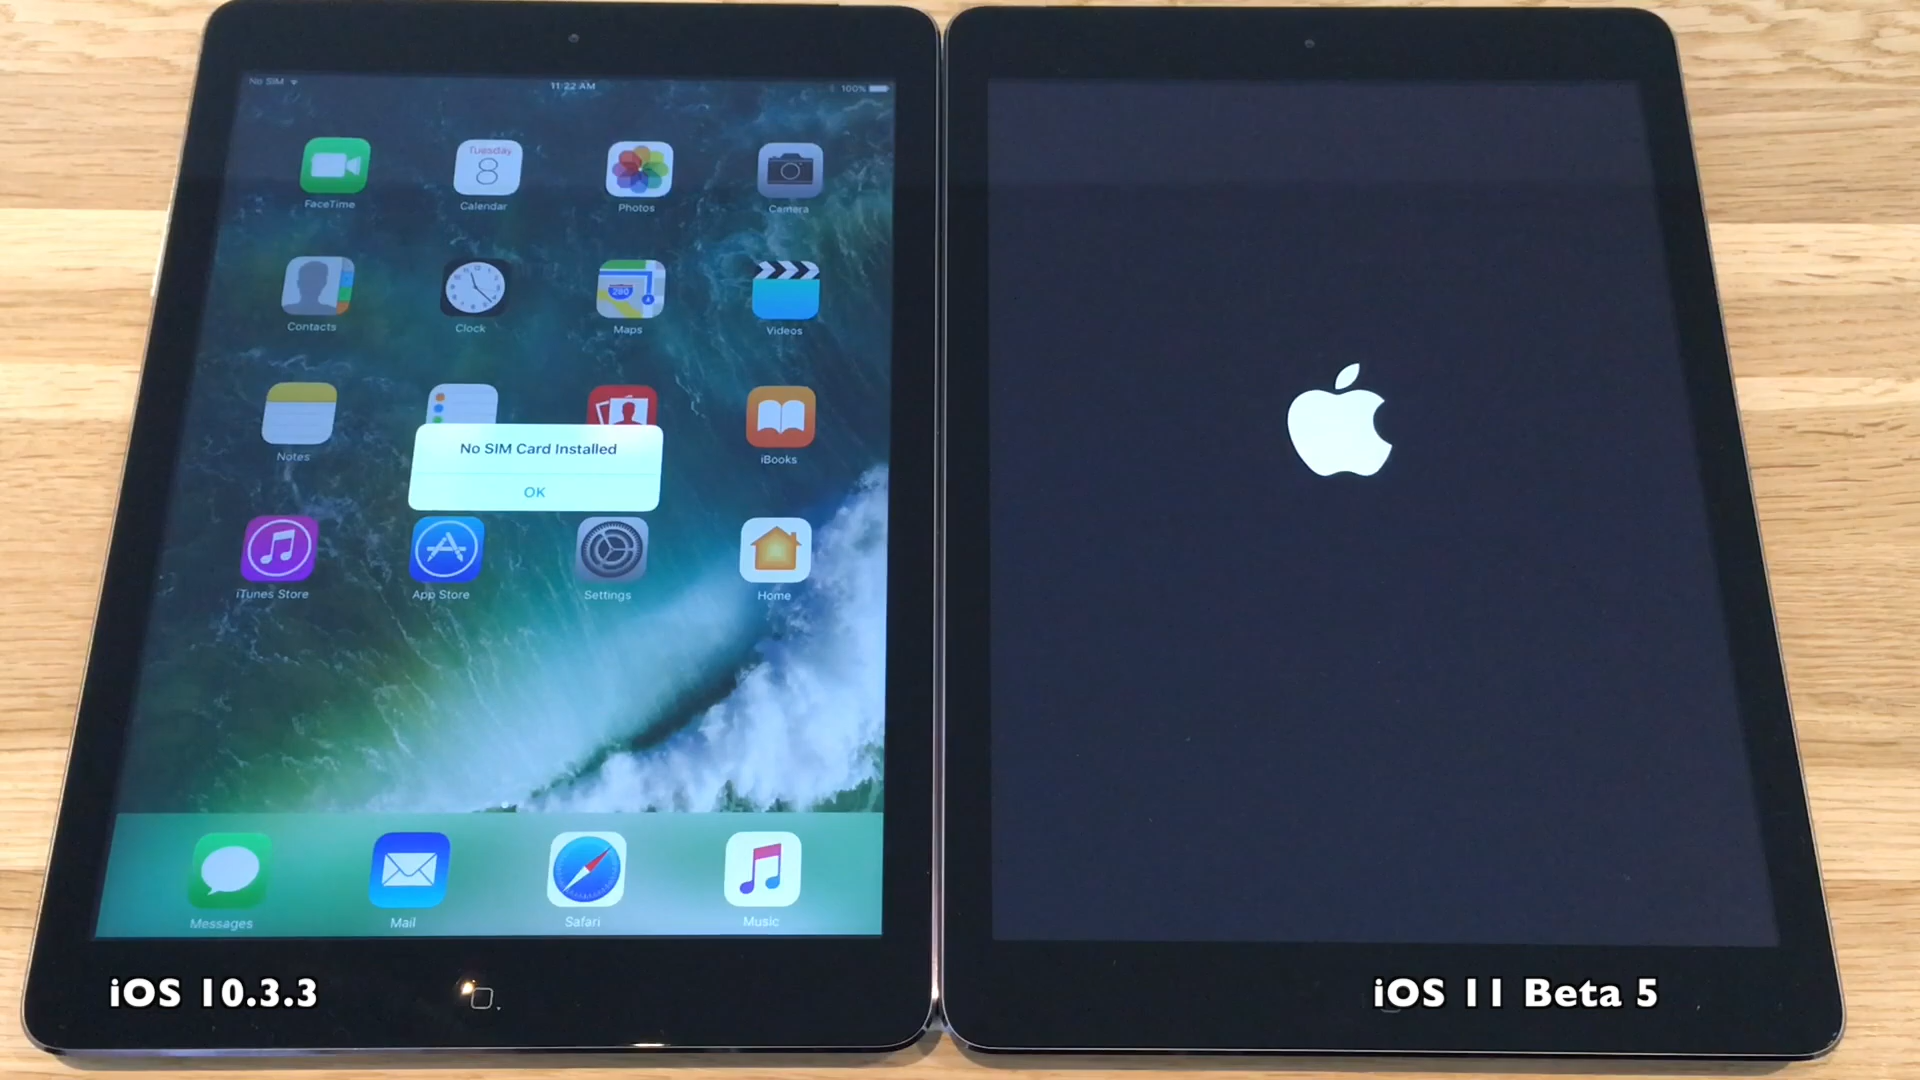 No SIM
11:22 AM
100%
Tuesday
8
FaceTime
Calendar
Photos
Camera
280
Contacts
Clock
Maps
Videos
No SIM Card Installed
OK
Notes
iBooks
iTunes Store
App Store
Settings
Home
Messages
Mail
Safari
Music
iOS 10.3.3
iOS 11 Beta 5